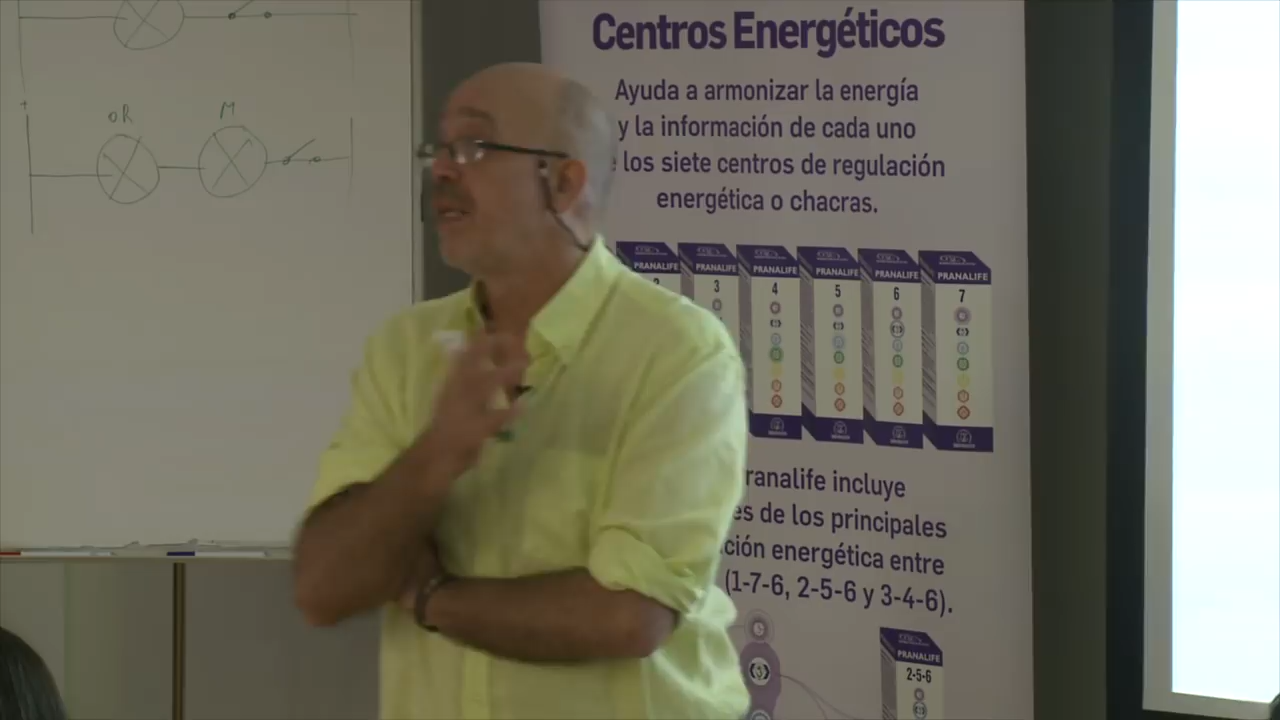 OR M
Centros Energéticos
Ayuda a armonizar la energía
y la información de cada uno
los siete centros de regulación
energética o chacras.
PRANALIFE PRANALIFE PRANALIFE PRANALIFE PRANALIFE PRANALIFE
3 4 5 6 7
ranalife incluye
es de los principales
ción energética entre
(1-7-6, 2-5-6 y 3-4-6).
PRANALIFE
2-5-6